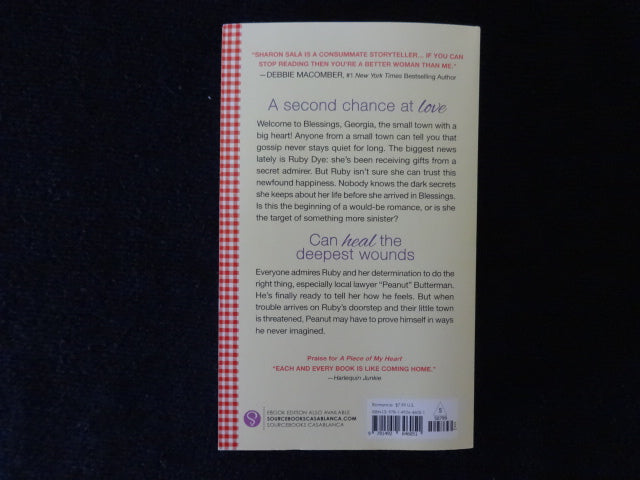 "SHARON SALA IS A CONSUMMATE STORYTELLER... IF YOU CAN
STOP READING THEN YOU'RE A BETTER WOMAN THAN ME."
—DEBBIE MACOMBER, #1 New York Times Bestselling Author
A second chance at love
Welcome to Blessings, Georgia, the small town with a
big heart! Anyone from a small town can tell you that
gossip never stays quiet for long. The biggest news
lately is Ruby Dye: she's been receiving gifts from a
secret admirer. But Ruby isn't sure she can trust this
newfound happiness. Nobody knows the dark secrets
she keeps about her life before she arrived in Blessings.
Is this the beginning of a would-be romance, or is she
the target of something more sinister?
Can heal the
deepest wounds
Everyone admires Ruby and her determination to do the
right thing, especially local lawyer "Peanut" Butterman.
He's finally ready to tell her how he feels. But when
trouble arrives on Ruby's doorstep and their little town
is threatened, Peanut may have to prove himself in ways
he never imagined.
Praise for A Piece of My Heart
"EACH AND EVERY BOOK IS LIKE COMING HOME."
—Harlequin Junkie
EBOOK EDITION ALSO AVAILABLE
SOURCEBOOKSCASABLANCA.COM
SOURCEBOOKS CASABLANCA
Romance $7.99 U.S.